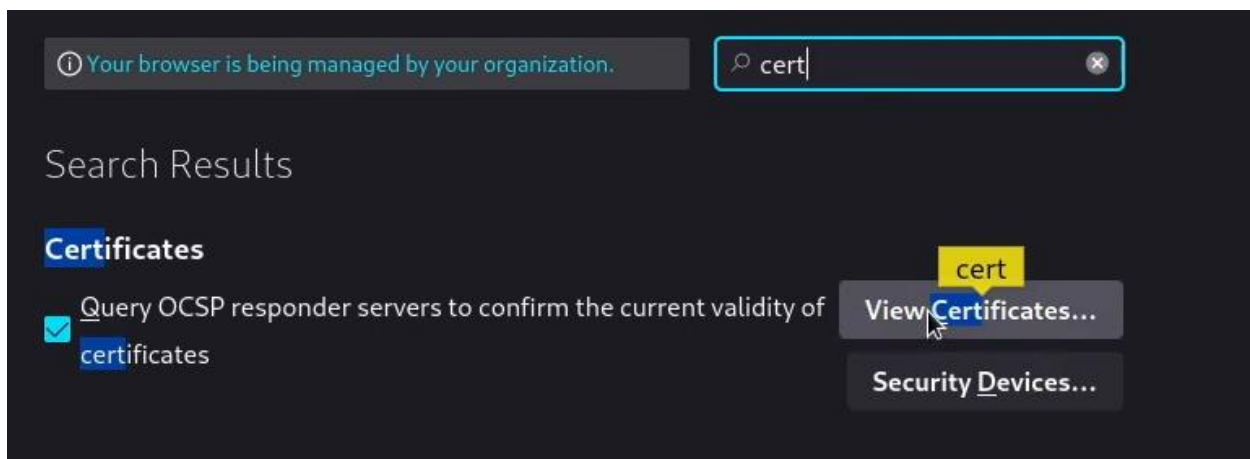 Your browser is being managed by your organization.
cert
Search Results
Certificates
cert
Query OCSP responder servers to confirm the current validity of
certificates
View Certificates...
Security Devices...